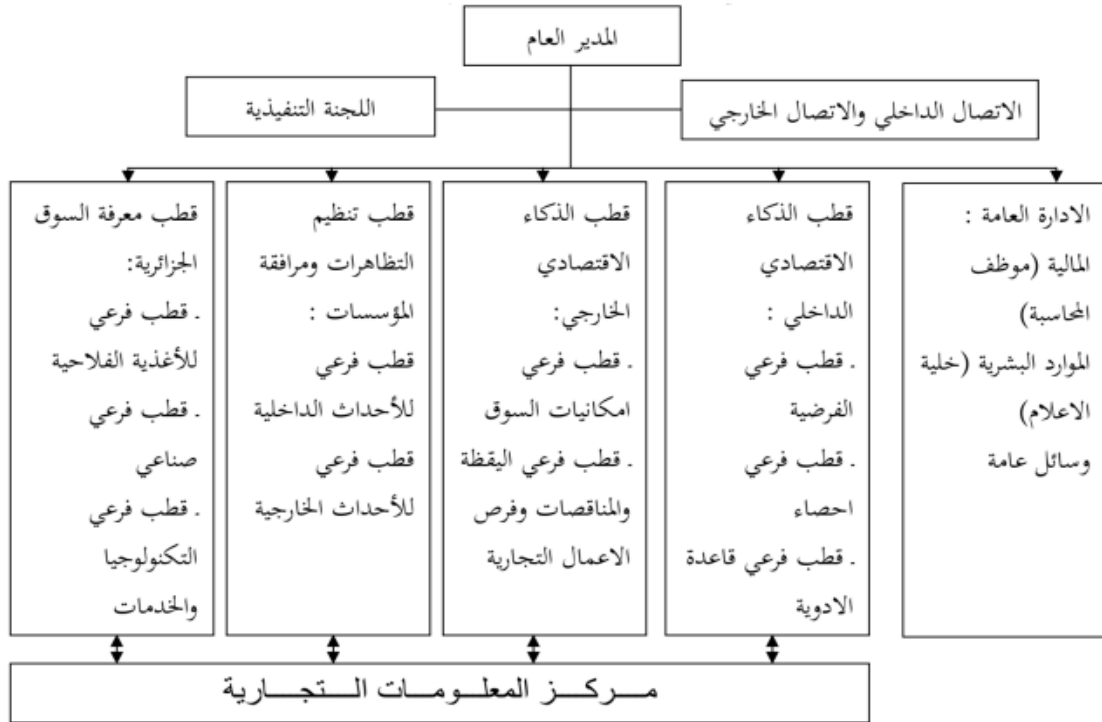 المدير العام
الاتصال الداخلي والاتصال الخارجي
اللجنة التنفيذية
الادارة العامة :
المالية (موظف
المحاسبة)
الموارد البشرية (خلية
الاعلام)
وسائل عامة
قطب الذكاء
الاقتصادي
الداخلي :
. قطب فرعي
الفرضية
. قطب فرعي
احصاء
. قطب فرعي قاعدة
الادوية
قطب الذكاء
الاقتصادي
الخارجي:
. قطب فرعي
امكانيات السوق
. قطب فرعي اليقظة
والمناقصات وفرص
الاعمال التجارية
قطب تنظيم
التظاهرات ومرافقة
المؤسسات :
قطب فرعي
للأحداث الداخلية
قطب فرعي
للأحداث الخارجية
قطب معرفة السوق
الجزائرية:
. قطب فرعي
للأغذية الفلاحية
. قطب فرعي
صناعي
. قطب فرعي
التكنولوجيا
والخدمات
مـركـــز المعلـومـات الـتـجـــاريـة